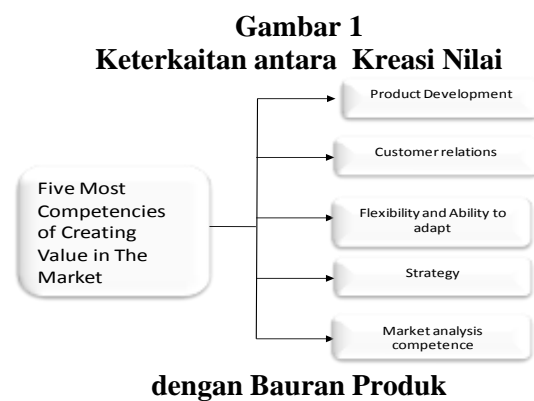 Gambar 1
Keterkaitan antara Kreasi Nilai
Product Development
Customer relations
Five Most
Competencies
of Creating
Value in The
Market
Flexibility and Ability to
adapt
Strategy
Market analysis
competence
dengan Bauran Produk